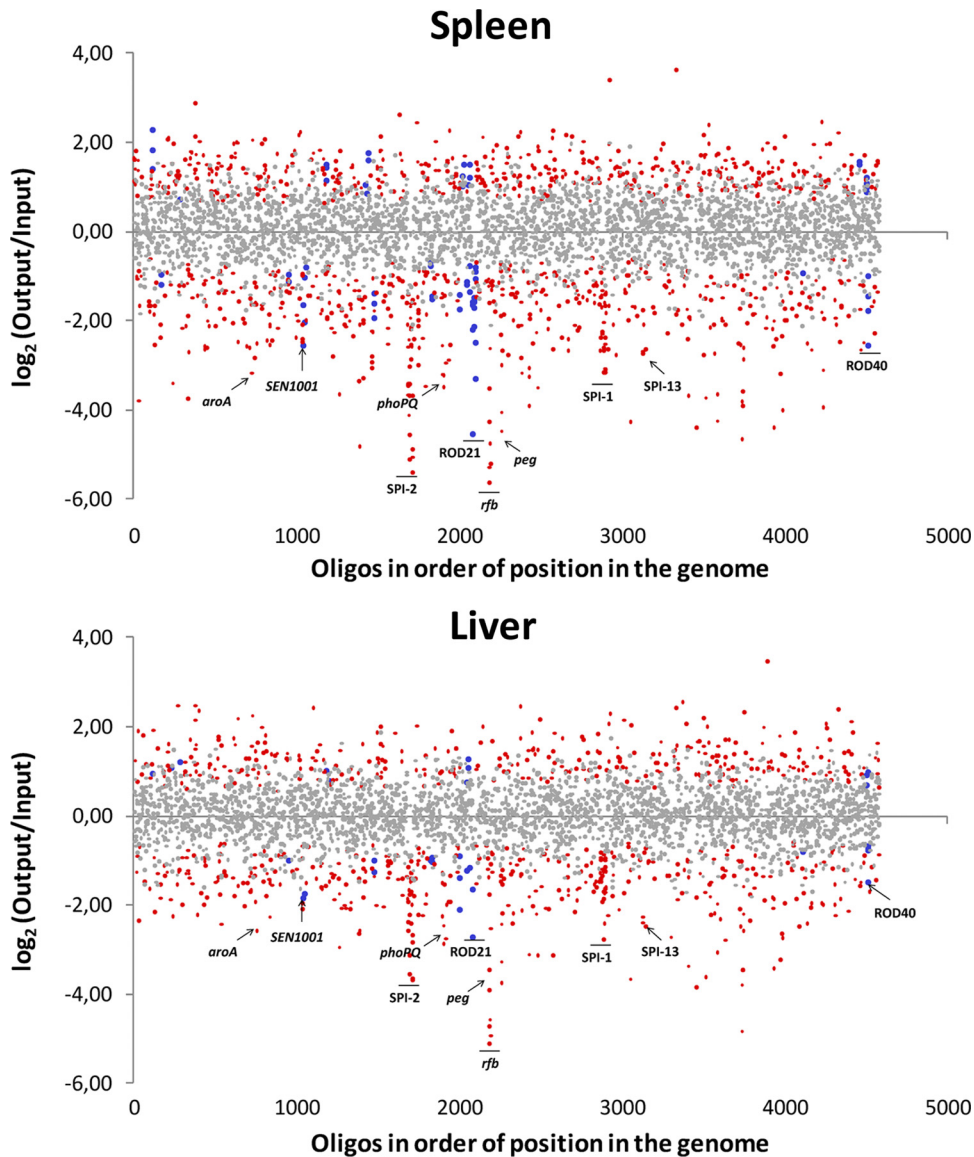 Spleen
4,00
2,00
0,00
-2,00
-4,00
-6,00
log2 (Output/Input)
aroA
SEN1001
phoPQ
SPI-2
ROD21
rfb
peg
SPI-1
SPI-13
ROD40
0 1000 2000 3000 4000 5000
Oligos in order of position in the genome
Liver
4,00
2,00
0,00
-2,00
-4,00
-6,00
log2 (Output/Input)
aroA
SEN1001
phoPQ
SPI-2
ROD21
peg
rfb
SPI-1
SPI-13
ROD40
0 1000 2000 3000 4000 5000
Oligos in order of position in the genome